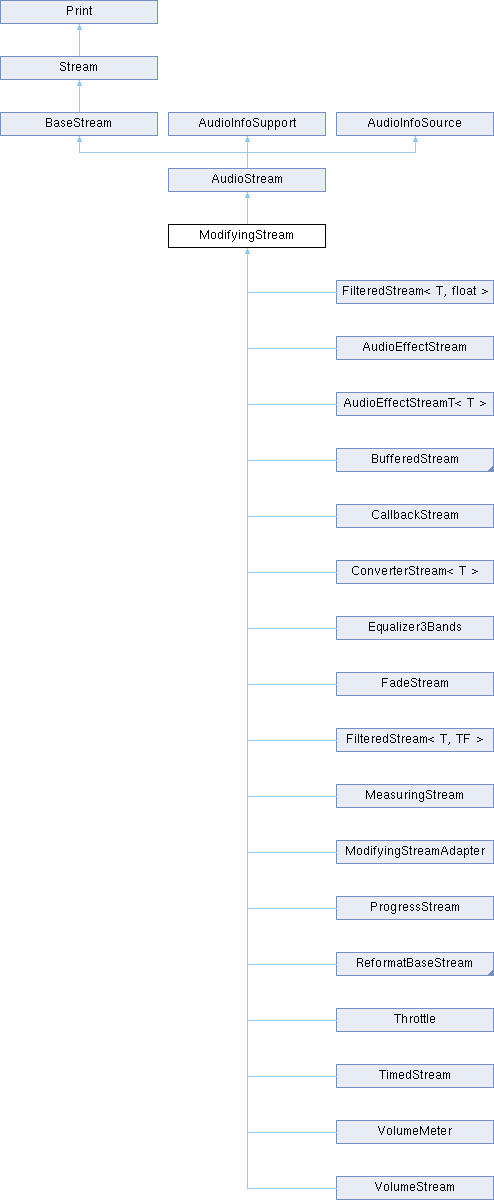 Print
Stream
BaseStream
AudioInfoSupport
AudioInfoSource
AudioStream
ModifyingStream
FilteredStream< T, float >
AudioEffectStream
AudioEffectStreamT< T >
BufferedStream
CallbackStream
ConverterStream< T >
Equalizer3Bands
FadeStream
FilteredStream< T, TF >
MeasuringStream
ModifyingStreamAdapter
ProgressStream
ReformatBaseStream
Throttle
TimedStream
VolumeMeter
VolumeStream